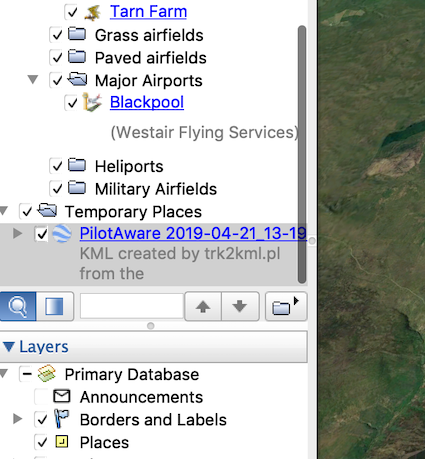 Tarn Farm
Grass airfields
Paved airfields
Major Airports
Blackpool
(Westair Flying Services)
Heliports
Military Airfields
Temporary Places
PilotAware 2019-04-21_13-19
KML created by trk2kml.pl
from the
Layers
Primary Database
Announcements
Borders and Labels
Places